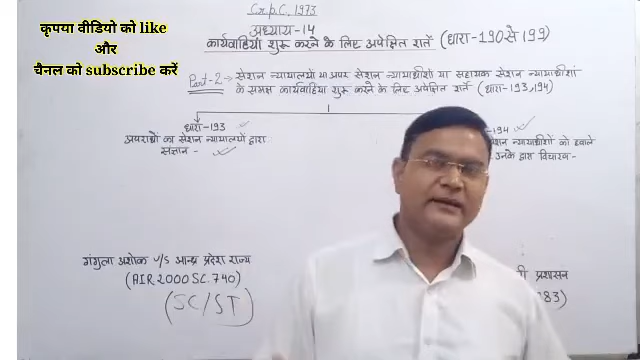 कृपया वीडियो को like
और
चैनल को subscribe करें
Cr.p.C. 1973
अध्याय-14
कार्यवाहियां शुरू करने के लिए अपेक्षित शर्ते (धारा-190 से 199)
Part-2 सेशन न्यायालयों या अपर सेशन न्यायाधीशों या सहायक सेशन न्यायाधीशों
के समक्ष कार्यवाहियां शुरू करने के लिए अपेक्षित शर्ते (धारा-193,194)
धारा-193
-194
अपराधों का सेशन न्यायालयों द्वारा
संज्ञान -
न्यायाधीशों को हवाले
उनके द्वारा विचारण -
गंगुला अशोक v/s आन्ध्र प्रदेश राज्य
(AIR 2000 SC. 740)
(SC/ST)
प्रशासन
83)